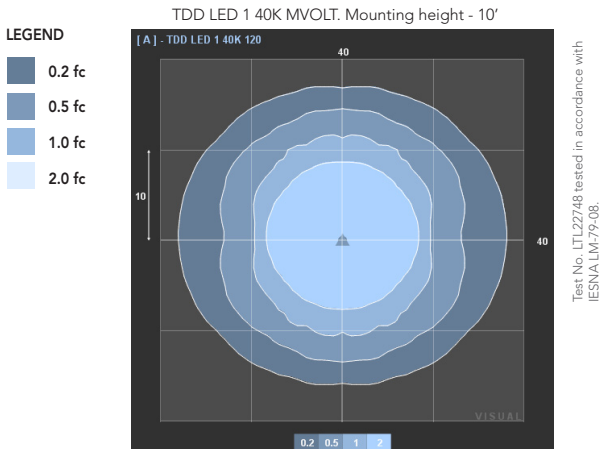 TDD LED 1 40K MVOLT. Mounting height - 10'
LEGEND
0.2 fc
0.5 fc
1.0 fc
2.0 fc
[ A ] - TDD LED 1 40K 120
40
10
40
VISUAL
0.2 0.5 1 2
Test No. LTL22748 tested in accordance with
IESNA LM-79-08.